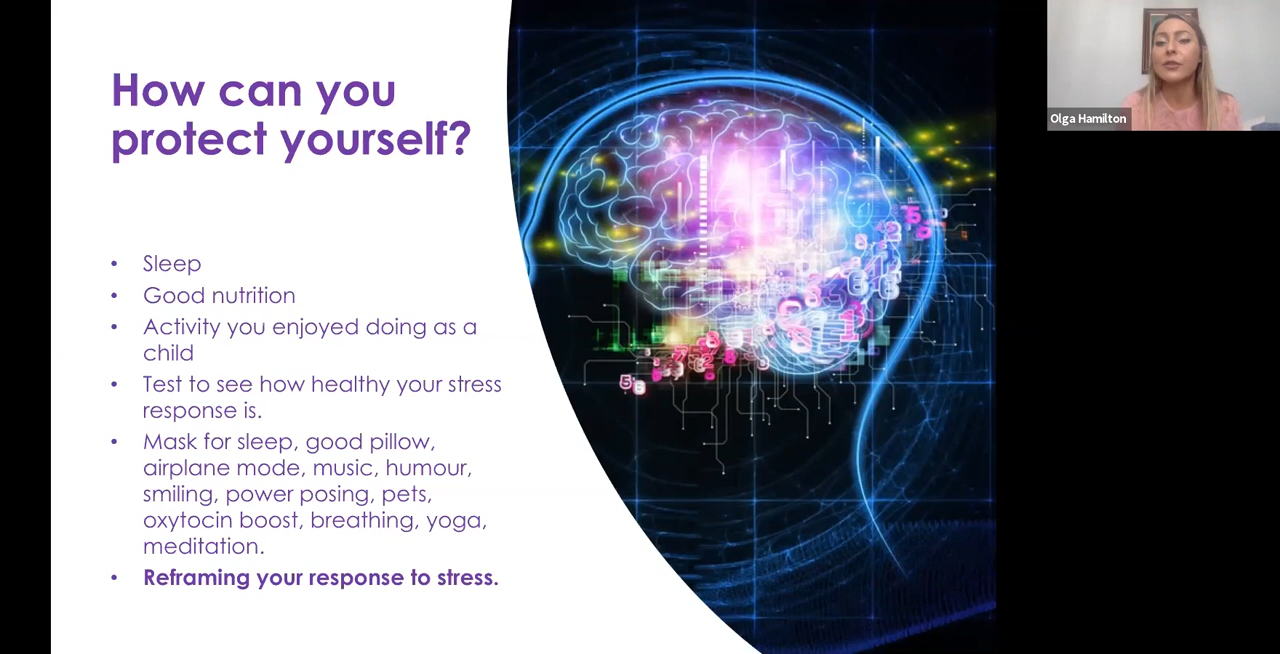 How can you
protect yourself?
• Sleep
• Good nutrition
• Activity you enjoyed doing as a
child
• Test to see how healthy your stress
response is.
• Mask for sleep, good pillow,
airplane mode, music, humour,
smiling, power posing, pets,
oxytocin boost, breathing, yoga,
meditation.
• Reframing your response to stress.
Olga Hamilton